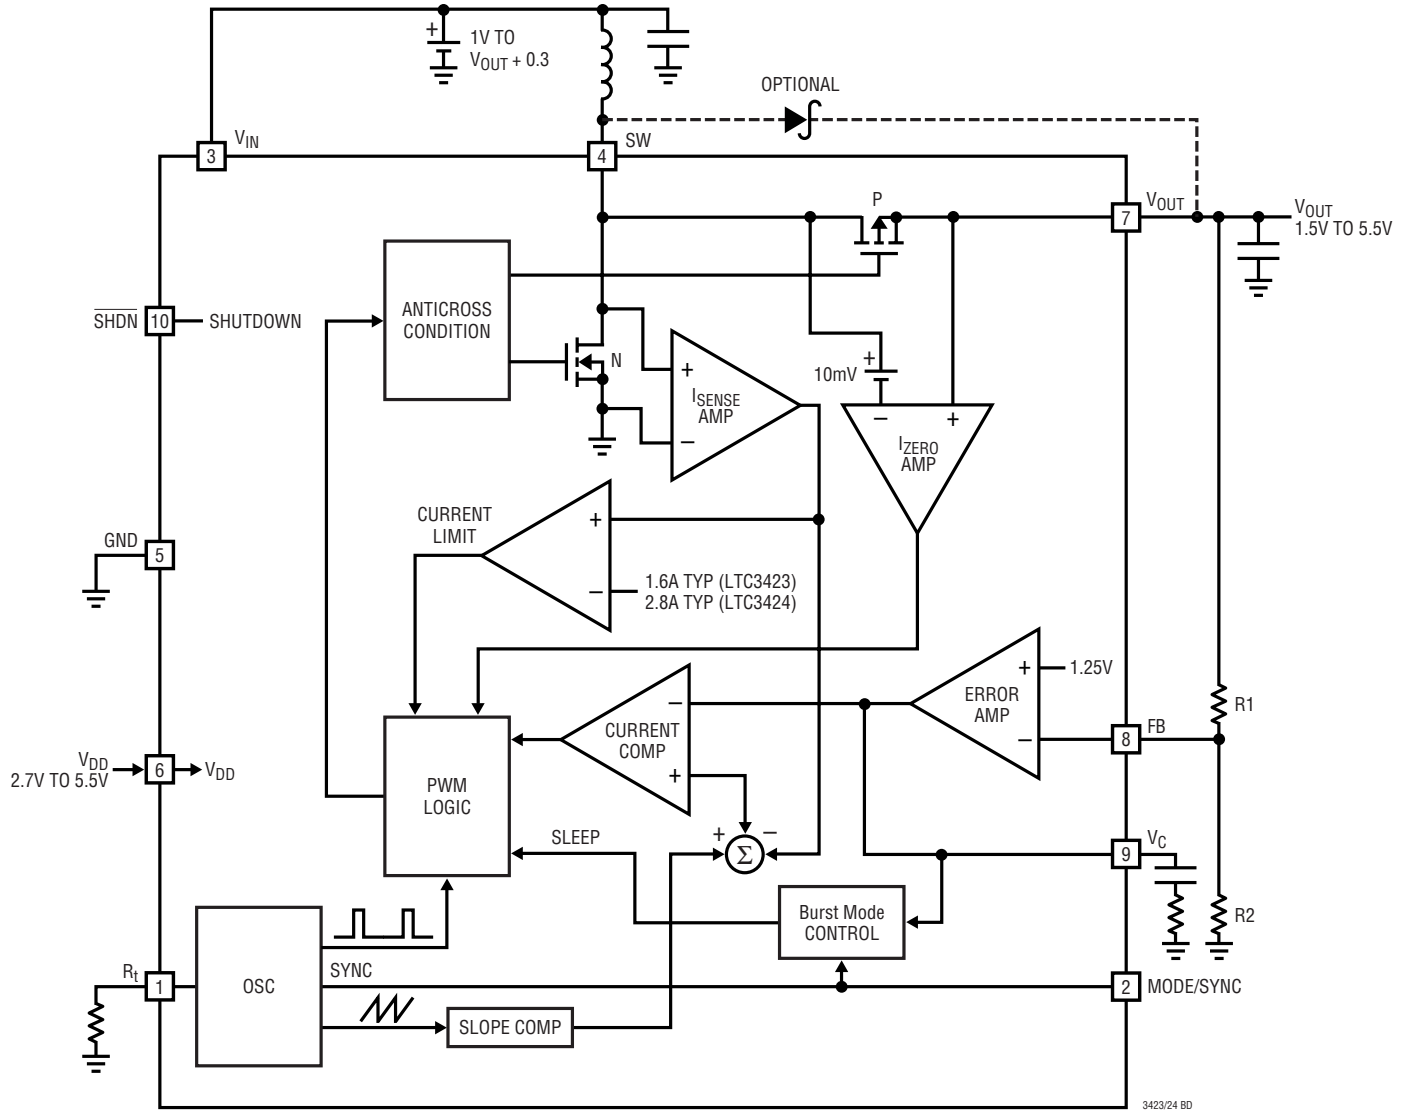 1V TO
VOUT + 0.3
OPTIONAL
VIN
3
SW
4
P
VOUT
7
VOUT
1.5V TO 5.5V
ANTICROSS
CONDITION
SHDN
10
SHUTDOWN
N
+
ISENSE
AMP
−
+
10mV
−
+
IZERO
AMP
CURRENT
LIMIT
+
−
1.6A TYP (LTC3423)
2.8A TYP (LTC3424)
GND
5
+
1.25V
ERROR
AMP
−
R1
FB
8
−
CURRENT
COMP
+
VDD
2.7V TO 5.5V
6
VDD
PWM
LOGIC
SLEEP
+
Σ
−
VC
9
R2
Burst Mode
CONTROL
Rt
1
OSC
SYNC
2
MODE/SYNC
SLOPE COMP
3423/24 BD